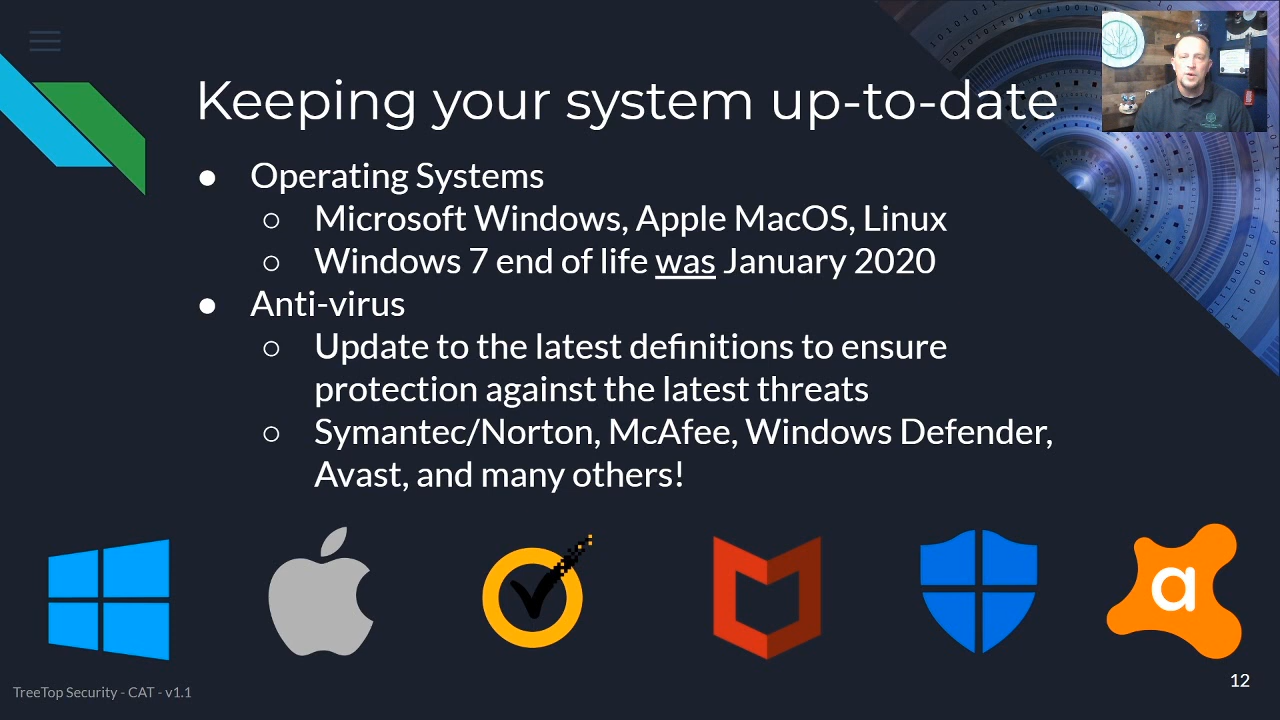 Keeping your system up-to-date
● Operating Systems
○ Microsoft Windows, Apple MacOS, Linux
○ Windows 7 end of life was January 2020
● Anti-virus
○ Update to the latest definitions to ensure
protection against the latest threats
○ Symantec/Norton, McAfee, Windows Defender,
Avast, and many others!
a
TreeTop Security - CAT - v1.1
12